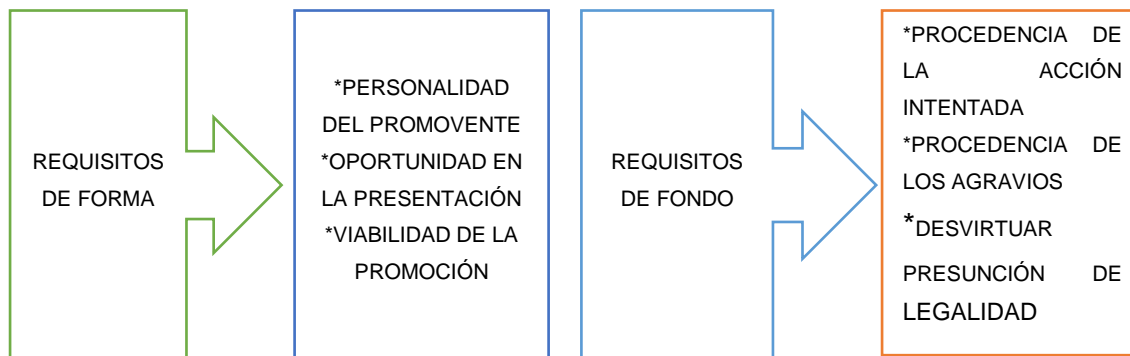 REQUISITOS
DE FORMA
*PERSONALIDAD
DEL PROMOVENTE
*OPORTUNIDAD EN
LA PRESENTACIÓN
*VIABILIDAD DE LA
PROMOCIÓN
REQUISITOS
DE FONDO
*PROCEDENCIA DE
LA ACCIÓN
INTENTADA
*PROCEDENCIA DE
LOS AGRAVIOS
*DESVIRTUAR
PRESUNCIÓN DE
LEGALIDAD